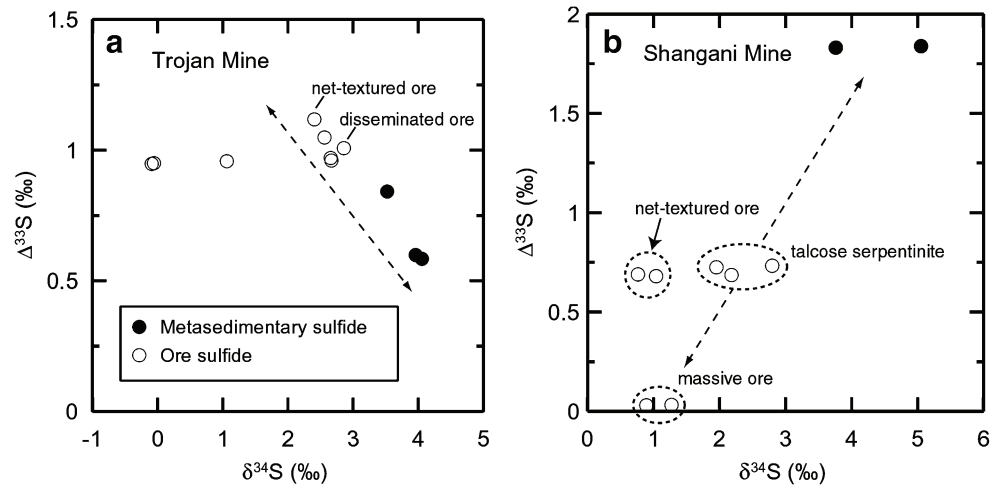 a
Trojan Mine
net-textured ore
disseminated ore
Metasedimentary sulfide
Ore sulfide
1.5
1
0.5
0
-1 0 1 2 3 4 5
Δ³³S (‰)
δ³⁴S (‰)
b
Shangani Mine
net-textured ore
talcose serpentinite
massive ore
2
1.5
1
0.5
0
0 1 2 3 4 5 6
Δ³³S (‰)
δ³⁴S (‰)